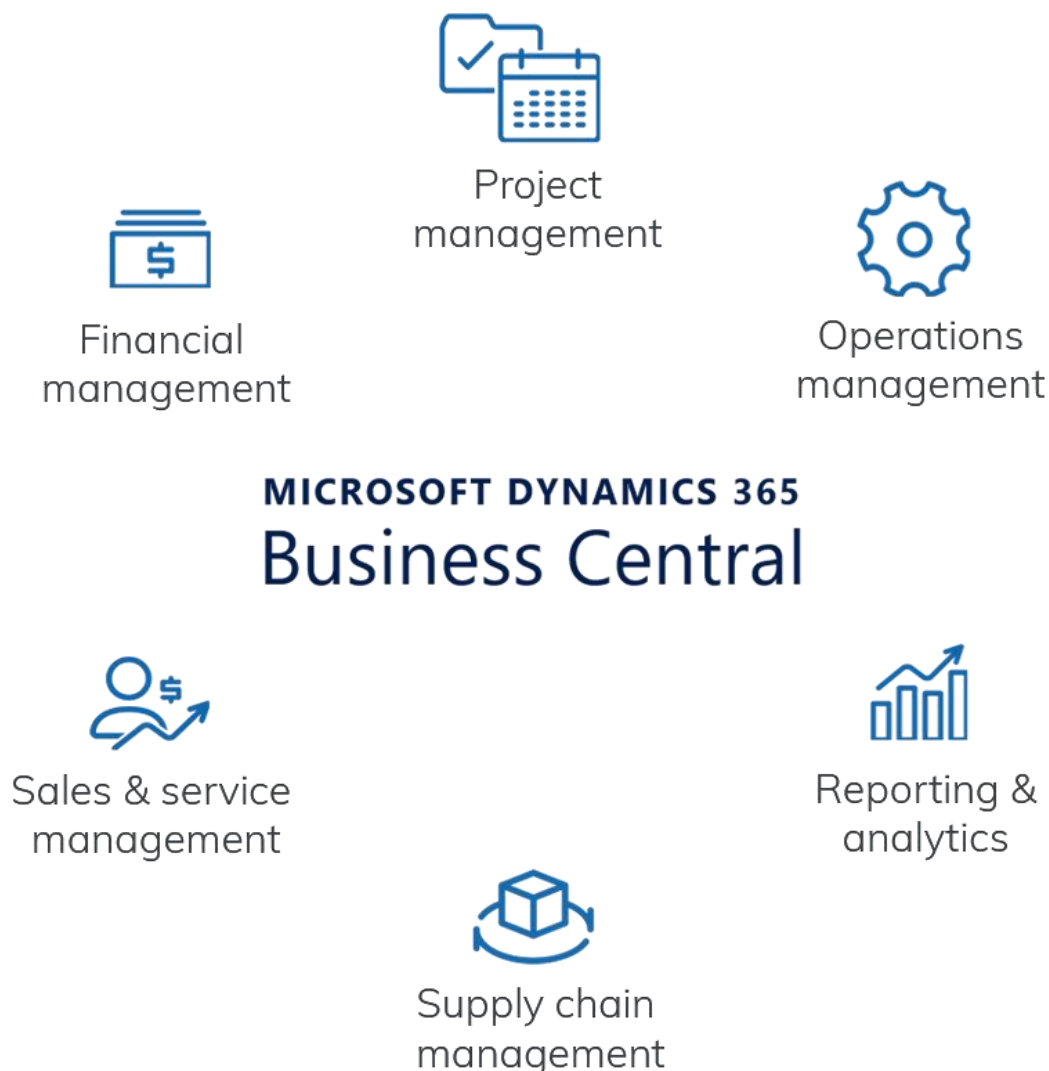 Project
management
Financial
management
Operations
management
MICROSOFT DYNAMICS 365
Business Central
Sales & service
management
Reporting &
analytics
Supply chain
management